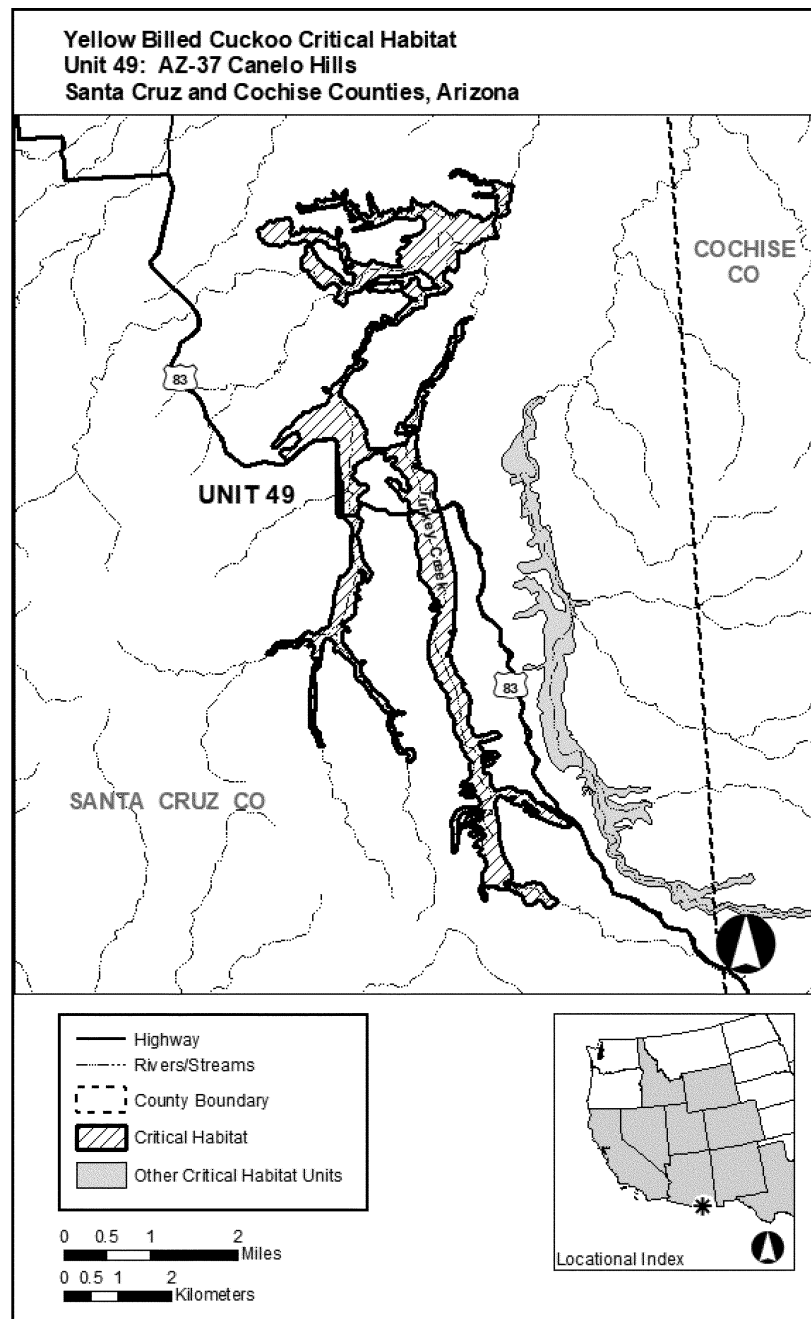 Yellow Billed Cuckoo Critical Habitat
Unit 49: AZ-37 Canelo Hills
Santa Cruz and Cochise Counties, Arizona
COCHISE
CO
83
UNIT 49
Turkey Creek
83
SANTA CRUZ CO
Highway
Rivers/Streams
County Boundary
Critical Habitat
Other Critical Habitat Units
0 0.5 1 2
Miles
0 0.5 1 2
Kilometers
Locational Index